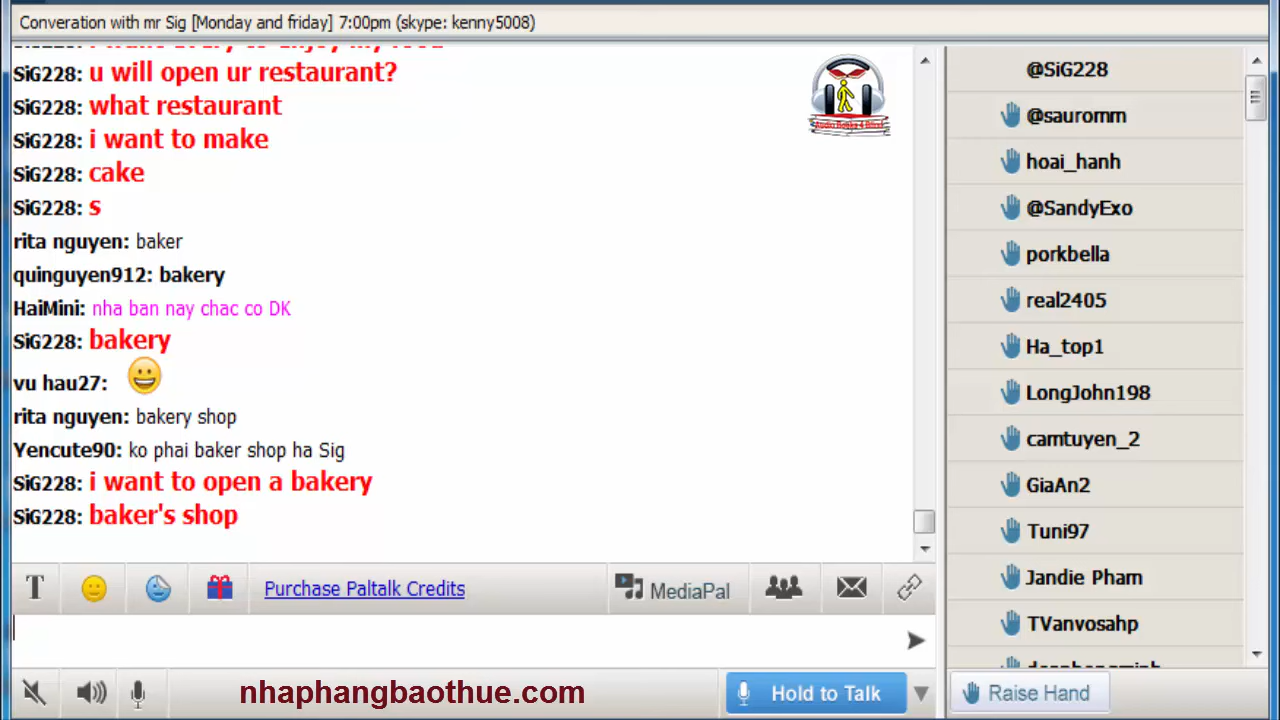 Converation with mr Sig [Monday and friday] 7:00pm (skype: kenny5008)
SiG228: u will open ur restaurant?
SiG228: what restaurant
SiG228: i want to make
SiG228: cake
SiG228: s
rita nguyen: baker
quinguyen912: bakery
HaiMini: nha ban nay chac co DK
SiG228: bakery
vu hau27:
rita nguyen: bakery shop
Yencute90: ko phai baker shop ha Sig
SiG228: i want to open a bakery
SiG228: baker's shop
@SiG228
@sauromm
hoai_hanh
@SandyExo
porkbella
real2405
Ha_top1
LongJohn198
camtuyen_2
GiaAn2
Tuni97
Jandie Pham
TVanvosahp
T
Purchase Paltalk Credits
MediaPal
nhaphangbaothue.com
Hold to Talk
Raise Hand